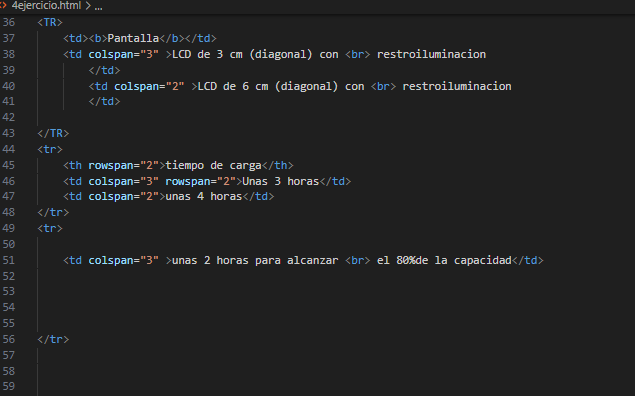 4ejercicio.html > ...
36 <TR>
37 <td><b>Pantalla</b></td>
38 <td colspan="3" >LCD de 3 cm (diagonal) con <br> restroiluminacion
39 </td>
40 <td colspan="2" >LCD de 6 cm (diagonal) con <br> restroiluminacion
41 </td>
42
43 </TR>
44 <tr>
45 <th rowspan="2">tiempo de carga</th>
46 <td colspan="3" rowspan="2">Unas 3 horas</td>
47 <td colspan="2">unas 4 horas</td>
48 </tr>
49 <tr>
50
51 <td colspan="3" >unas 2 horas para alcanzar <br> el 80%de la capacidad</td>
52
53
54
55
56 </tr>
57
58
59